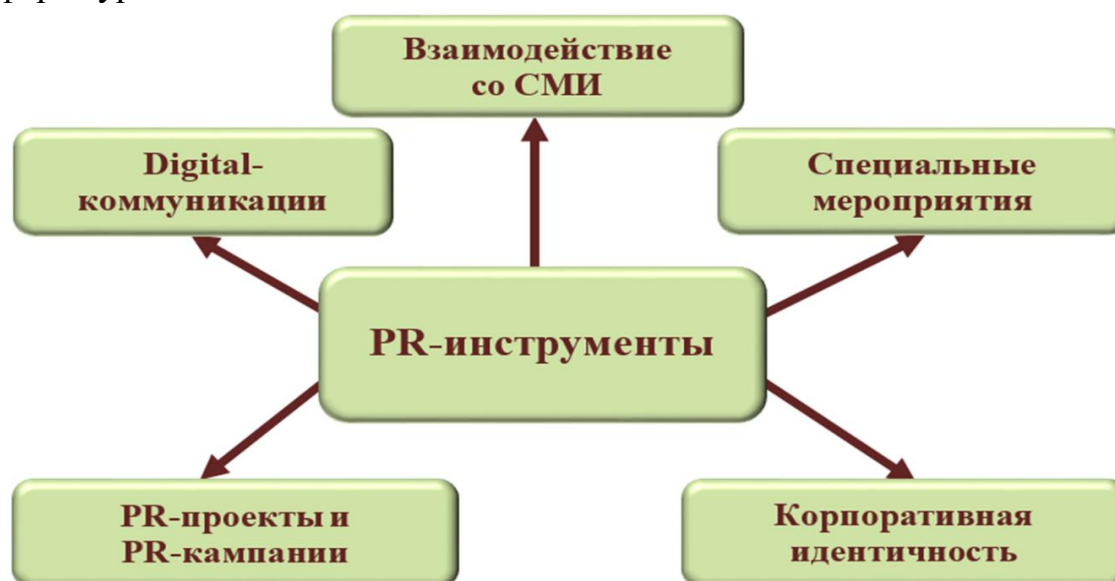 Взаимодействие
со СМИ
Digital-
коммуникации
Специальные
мероприятия
PR-инструменты
PR-проекты и
PR-кампании
Корпоративная
идентичность